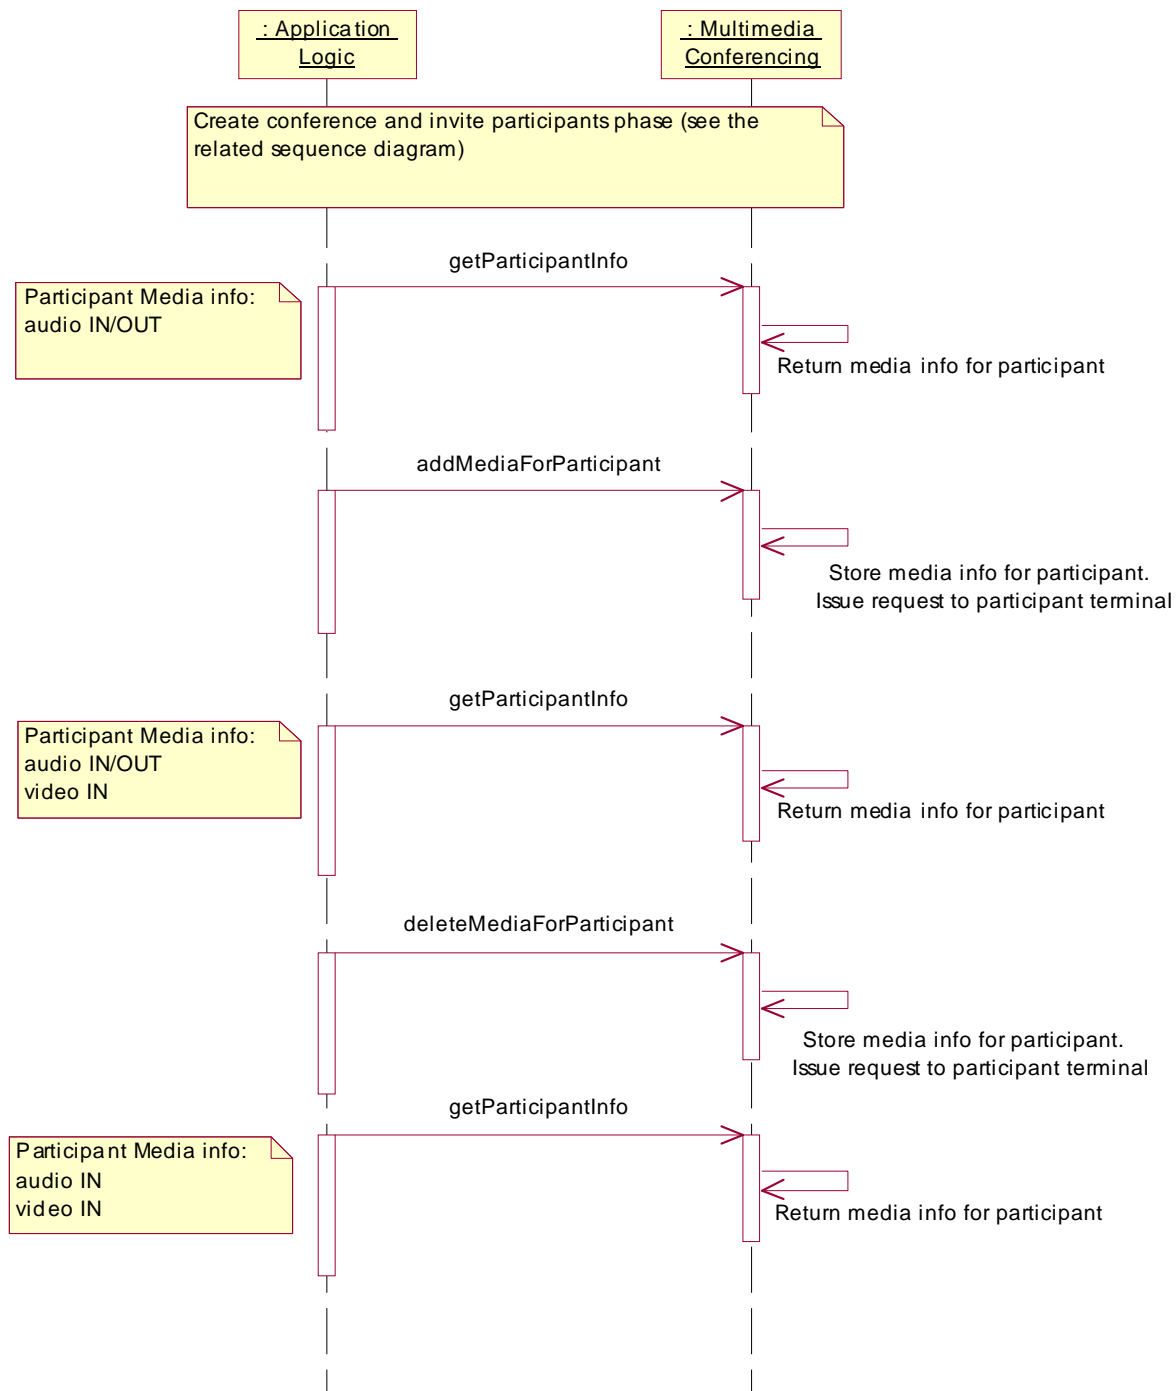 : Application
Logic
: Multimedia
Conferencing
Create conference and invite participants phase (see the
related sequence diagram)
getParticipantInfo
Participant Media info:
audio IN/OUT
Return media info for participant
addMediaForParticipant
Store media info for participant.
Issue request to participant terminal
getParticipantInfo
Participant Media info:
audio IN/OUT
video IN
Return media info for participant
deleteMediaForParticipant
Store media info for participant.
Issue request to participant terminal
getParticipantInfo
Participant Media info:
audio IN
video IN
Return media info for participant